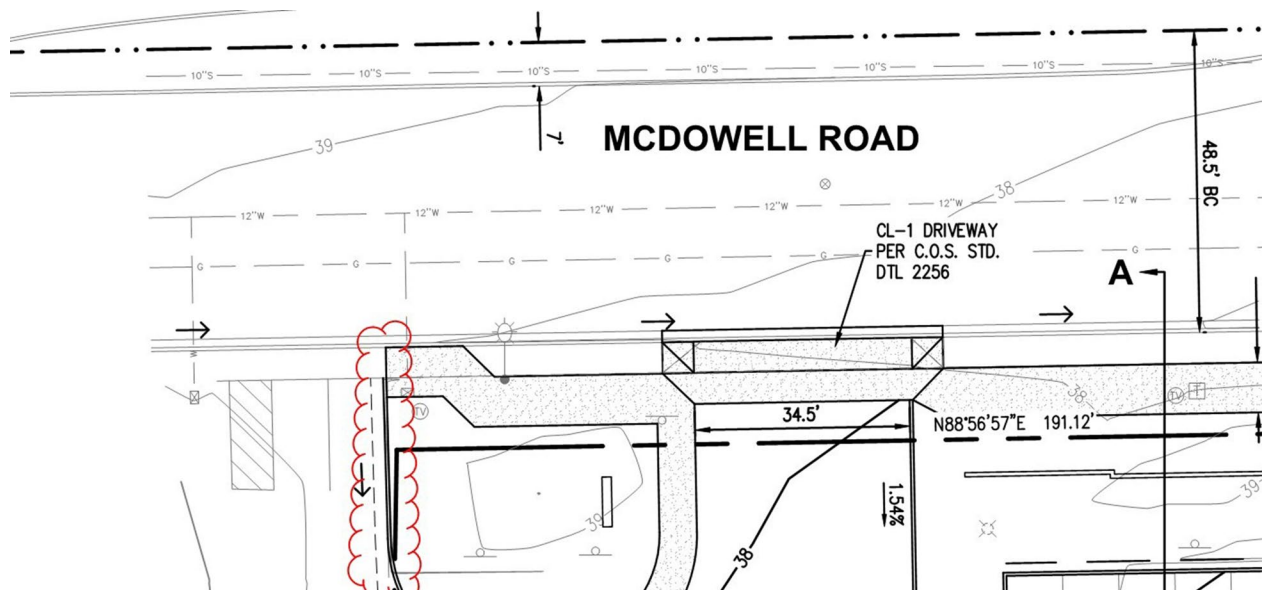 10"S 10"S 10"S 10"S 10"S 10"S 10"S
7'
MCDOWELL ROAD
39
48.5' BC
38
12"W 12"W 12"W 12"W 12"W 12"W
CL-1 DRIVEWAY
PER C.O.S. STD.
DTL 2256
G G G G G G
A
W
TV
38
TV T
34.5'
N88°56'57"E 191.12'
39
1.54%
39
38